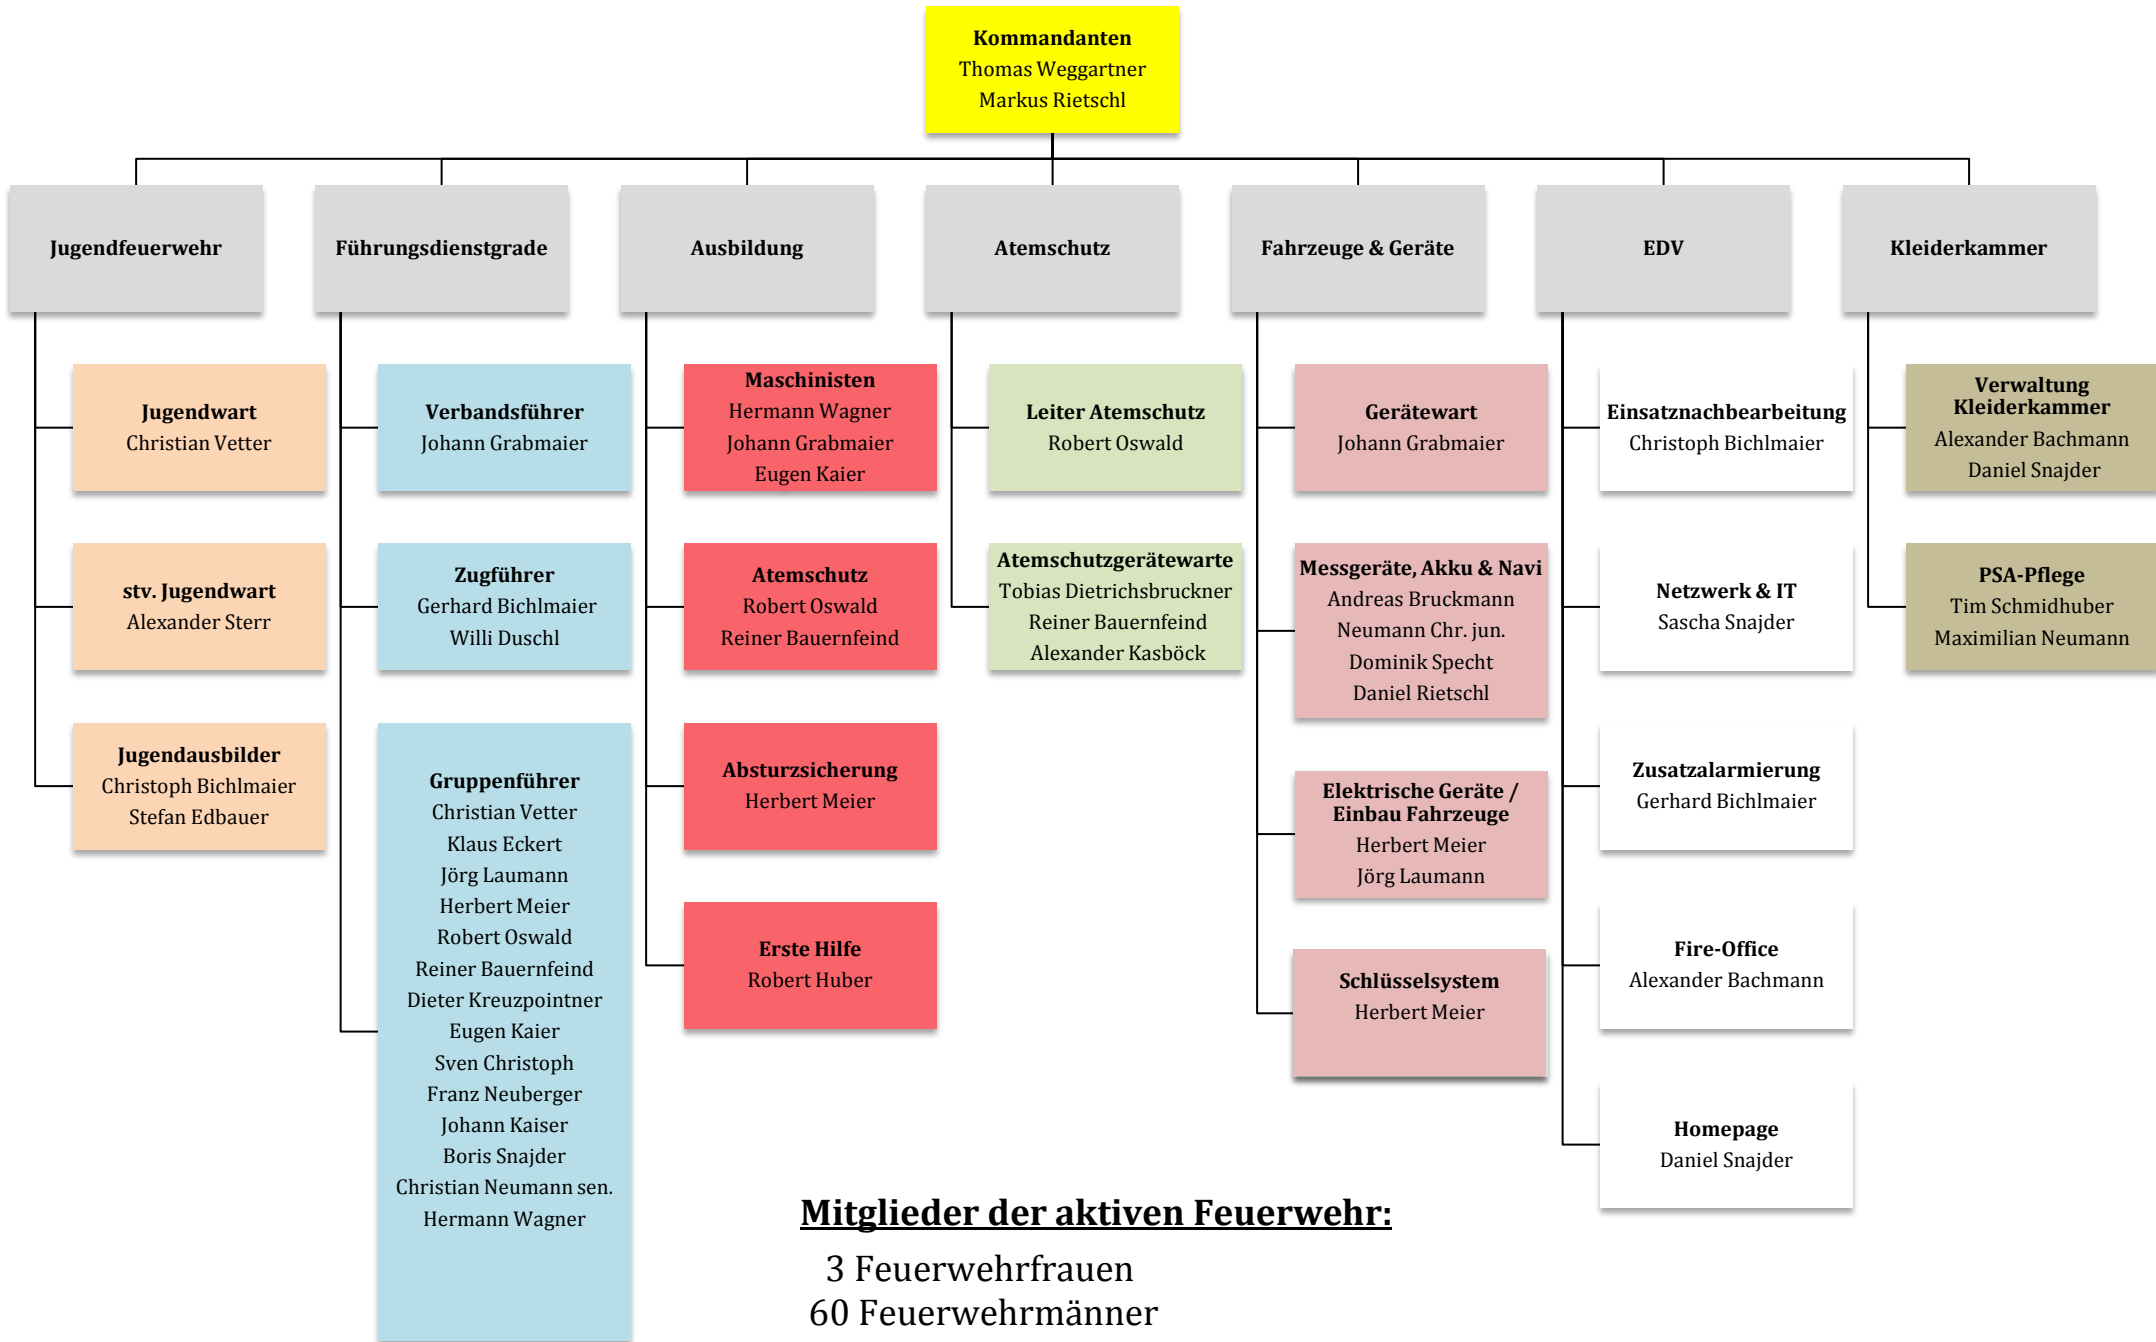 Kommandanten
Thomas Weggartner
Markus Rietschl
Jugendfeuerwehr
Führungsdienstgrade
Ausbildung
Atemschutz
Fahrzeuge & Geräte
EDV
Kleiderkammer
Jugendwart
Christian Vetter
stv. Jugendwart
Alexander Sterr
Jugendausbilder
Christoph Bichlmaier
Stefan Edbauer
Verbandsführer
Johann Grabmaier
Zugführer
Gerhard Bichlmaier
Willi Duschl
Gruppenführer
Christian Vetter
Klaus Eckert
Jörg Laumann
Herbert Meier
Robert Oswald
Reiner Bauernfeind
Dieter Kreuzpointner
Eugen Kaier
Sven Christoph
Franz Neuberger
Johann Kaiser
Boris Snajder
Christian Neumann sen.
Hermann Wagner
Maschinisten
Hermann Wagner
Johann Grabmaier
Eugen Kaier
Atemschutz
Robert Oswald
Reiner Bauernfeind
Absturzsicherung
Herbert Meier
Erste Hilfe
Robert Huber
Leiter Atemschutz
Robert Oswald
Atemschutzgerätewarte
Tobias Dietrichsbruckner
Reiner Bauernfeind
Alexander Kasböck
Gerätewart
Johann Grabmaier
Messgeräte, Akku & Navi
Andreas Bruckmann
Neumann Chr. jun.
Dominik Specht
Daniel Rietschl
Elektrische Geräte /
Einbau Fahrzeuge
Herbert Meier
Jörg Laumann
Schlüsselsystem
Herbert Meier
Einsatznachbearbeitung
Christoph Bichlmaier
Netzwerk & IT
Sascha Snajder
Zusatzalarmierung
Gerhard Bichlmaier
Fire-Office
Alexander Bachmann
Homepage
Daniel Snajder
Verwaltung
Kleiderkammer
Alexander Bachmann
Daniel Snajder
PSA-Pflege
Tim Schmidhuber
Maximilian Neumann
Mitglieder der aktiven Feuerwehr:
3 Feuerwehrfrauen
60 Feuerwehrmänner